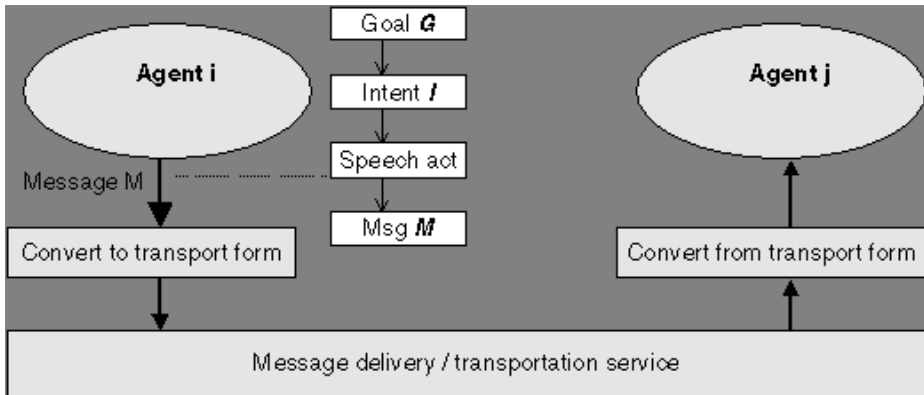 Goal G
Agent i
Agent j
Intent I
Speech act
Message M
Msg M
Convert to transport form
Convert from transport form
Message delivery / transportation service